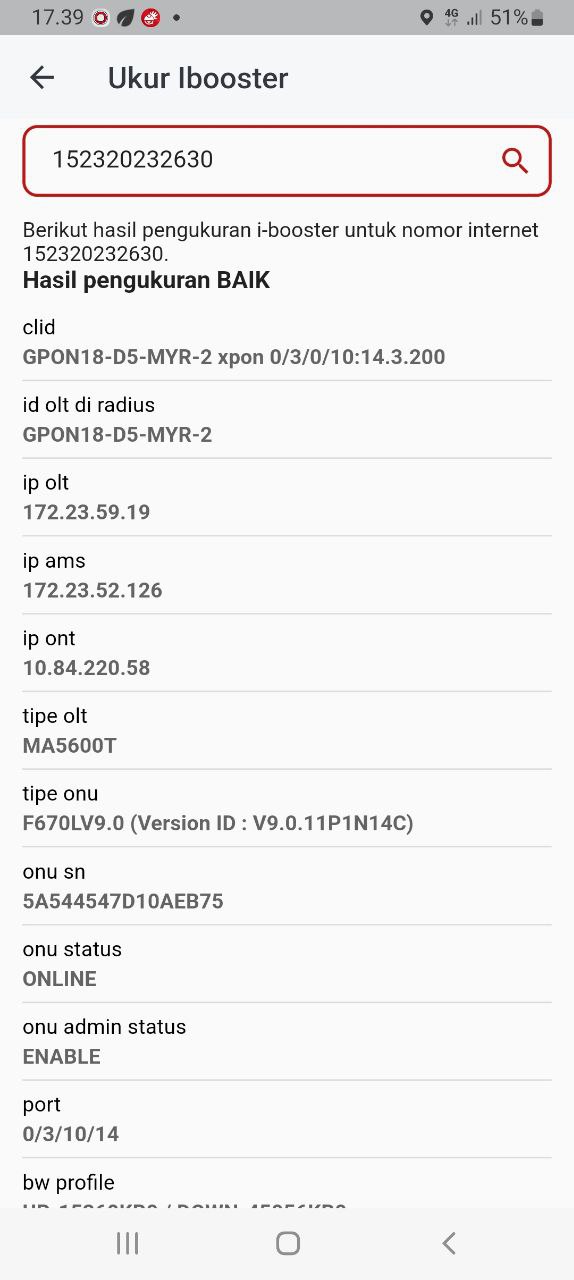 17.39
4G
51%
Ukur Ibooster
152320232630
Berikut hasil pengukuran i-booster untuk nomor internet
152320232630.
Hasil pengukuran BAIK
clid
GPON18-D5-MYR-2 xpon 0/3/0/10:14.3.200
id olt di radius
GPON18-D5-MYR-2
ip olt
172.23.59.19
ip ams
172.23.52.126
ip ont
10.84.220.58
tipe olt
MA5600T
tipe onu
F670LV9.0 (Version ID : V9.0.11P1N14C)
onu sn
5A544547D10AEB75
onu status
ONLINE
onu admin status
ENABLE
port
0/3/10/14
bw profile